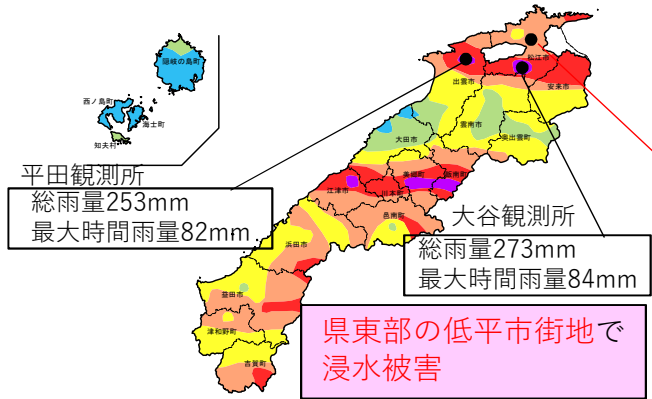 隠岐の島町
西ノ島町
海士町
知夫村
松江市
出雲市
安来市
雲南市
奥出雲町
大田市
平田観測所
総雨量253mm
最大時間雨量82mm
江津市
川本町
美郷町
飯南町
邑南町
大谷観測所
総雨量273mm
最大時間雨量84mm
浜田市
益田市
津和野町
吉賀町
県東部の低平市街地で
浸水被害